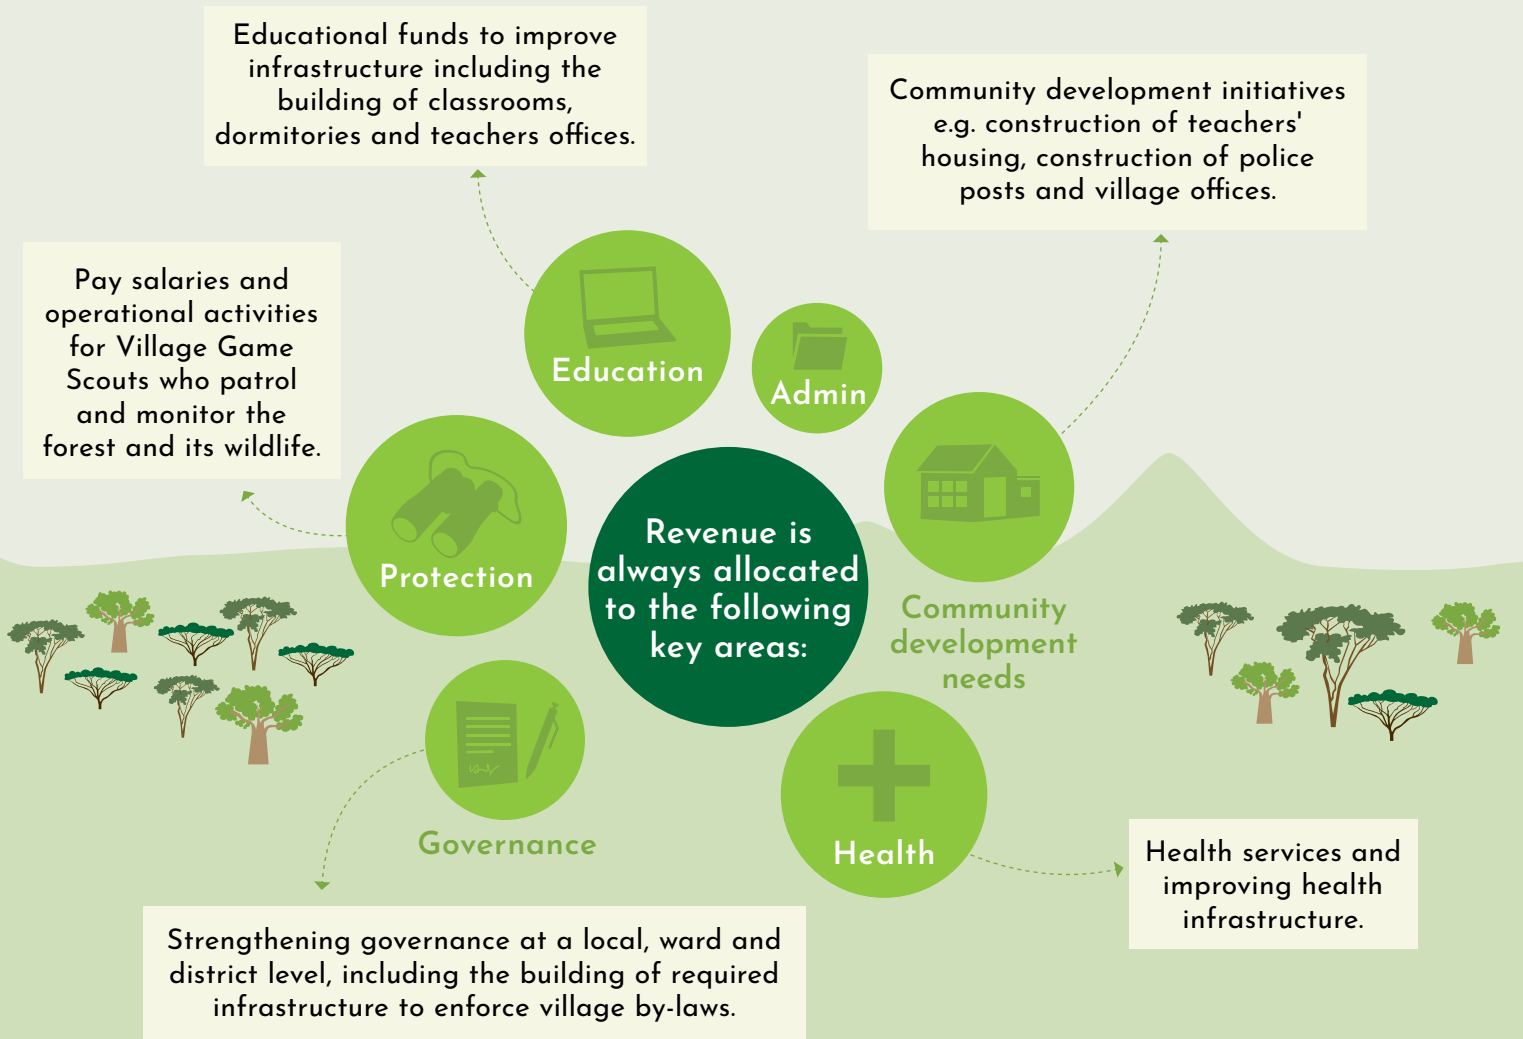 Educational funds to improve
infrastructure including the
building of classrooms,
dormitories and teachers offices.
Community development initiatives
e.g. construction of teachers'
housing, construction of police
posts and village offices.
Pay salaries and
operational activities
for Village Game
Scouts who patrol
and monitor the
forest and its wildlife.
Education
Admin
Protection
Revenue is
always allocated
to the following
key areas:
Community
development
needs
Governance
Health
Health services and
improving health
infrastructure.
Strengthening governance at a local, ward and
district level, including the building of required
infrastructure to enforce village by-laws.